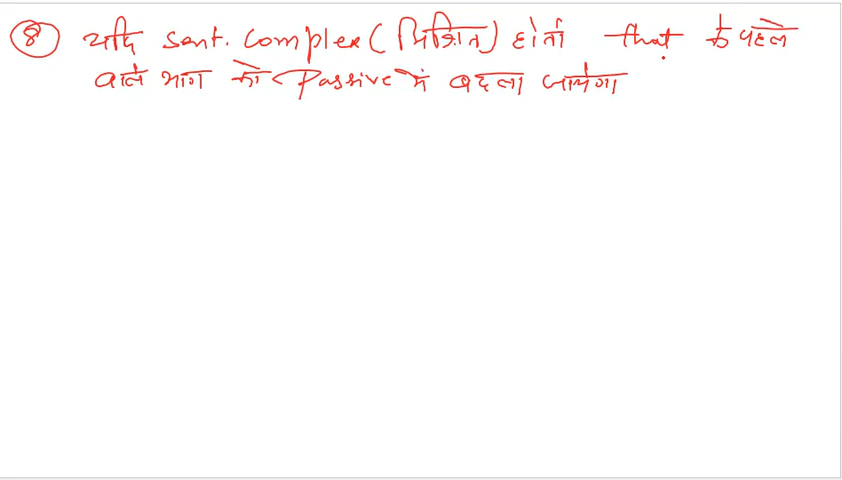 ⑧ यदि sent. complex (मिश्रित) हो तो that के पहले
वाले भाग को Passive में बदला जायेगा